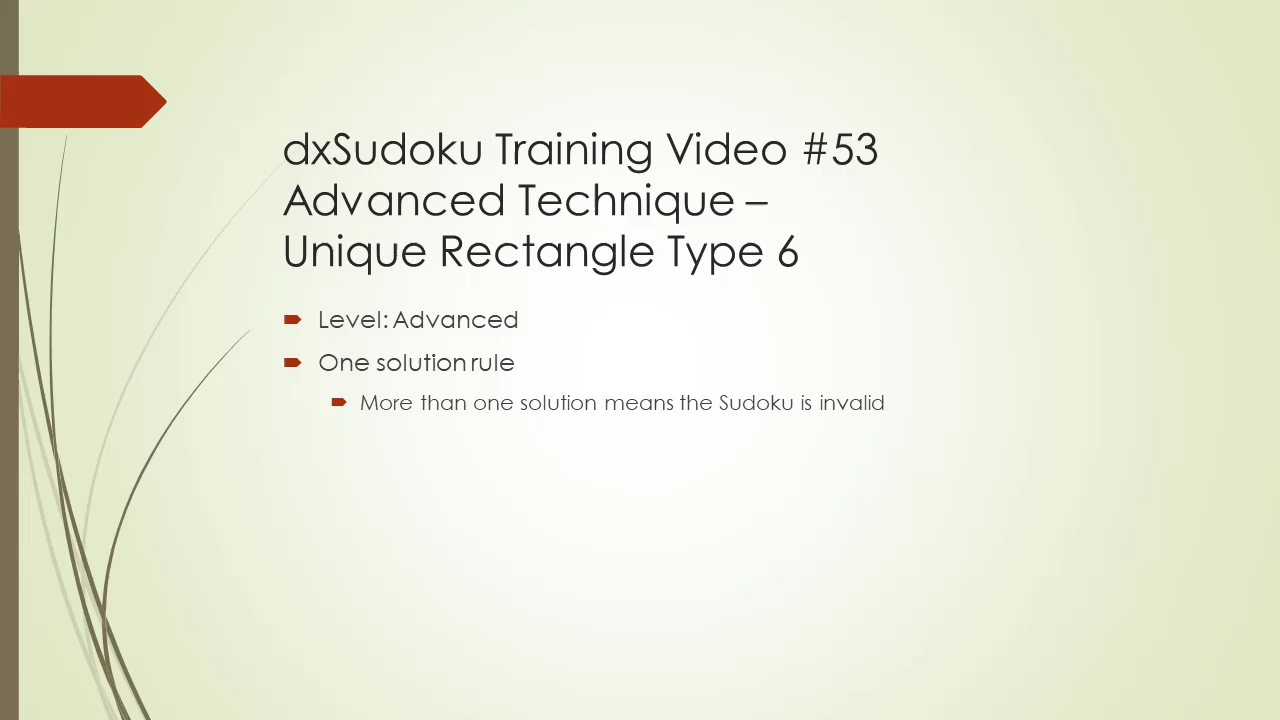 dxSudoku Training Video #53
Advanced Technique –
Unique Rectangle Type 6
Level: Advanced
One solution rule
More than one solution means the Sudoku is invalid